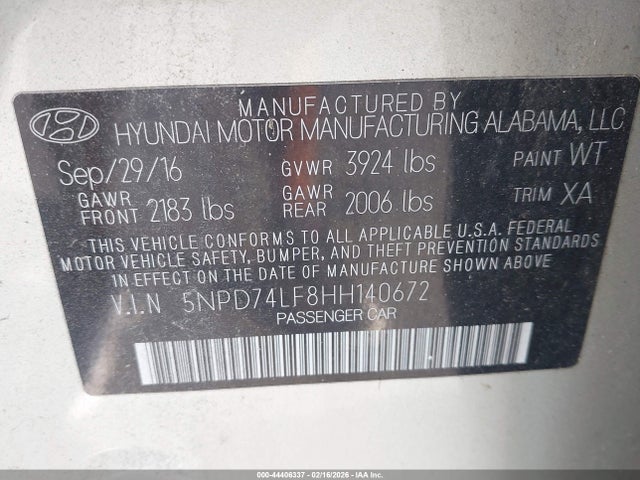 MANUFACTURED BY
HYUNDAI MOTOR MANUFACTURING ALABAMA, LLC
Sep/29/16 GVWR 3924 lbs PAINT WT
GAWR FRONT 2183 lbs GAWR REAR 2006 lbs TRIM XA
THIS VEHICLE CONFORMS TO ALL APPLICABLE U.S.A. FEDERAL
MOTOR VEHICLE SAFETY, BUMPER, AND THEFT PREVENTION STANDARDS
IN EFFECT ON THE DATE OF MANUFACTURE SHOWN ABOVE.
V.I.N 5NPD74LF8HH140672
PASSENGER CAR
000-44406337 - 02/16/2026 - IAA Inc.